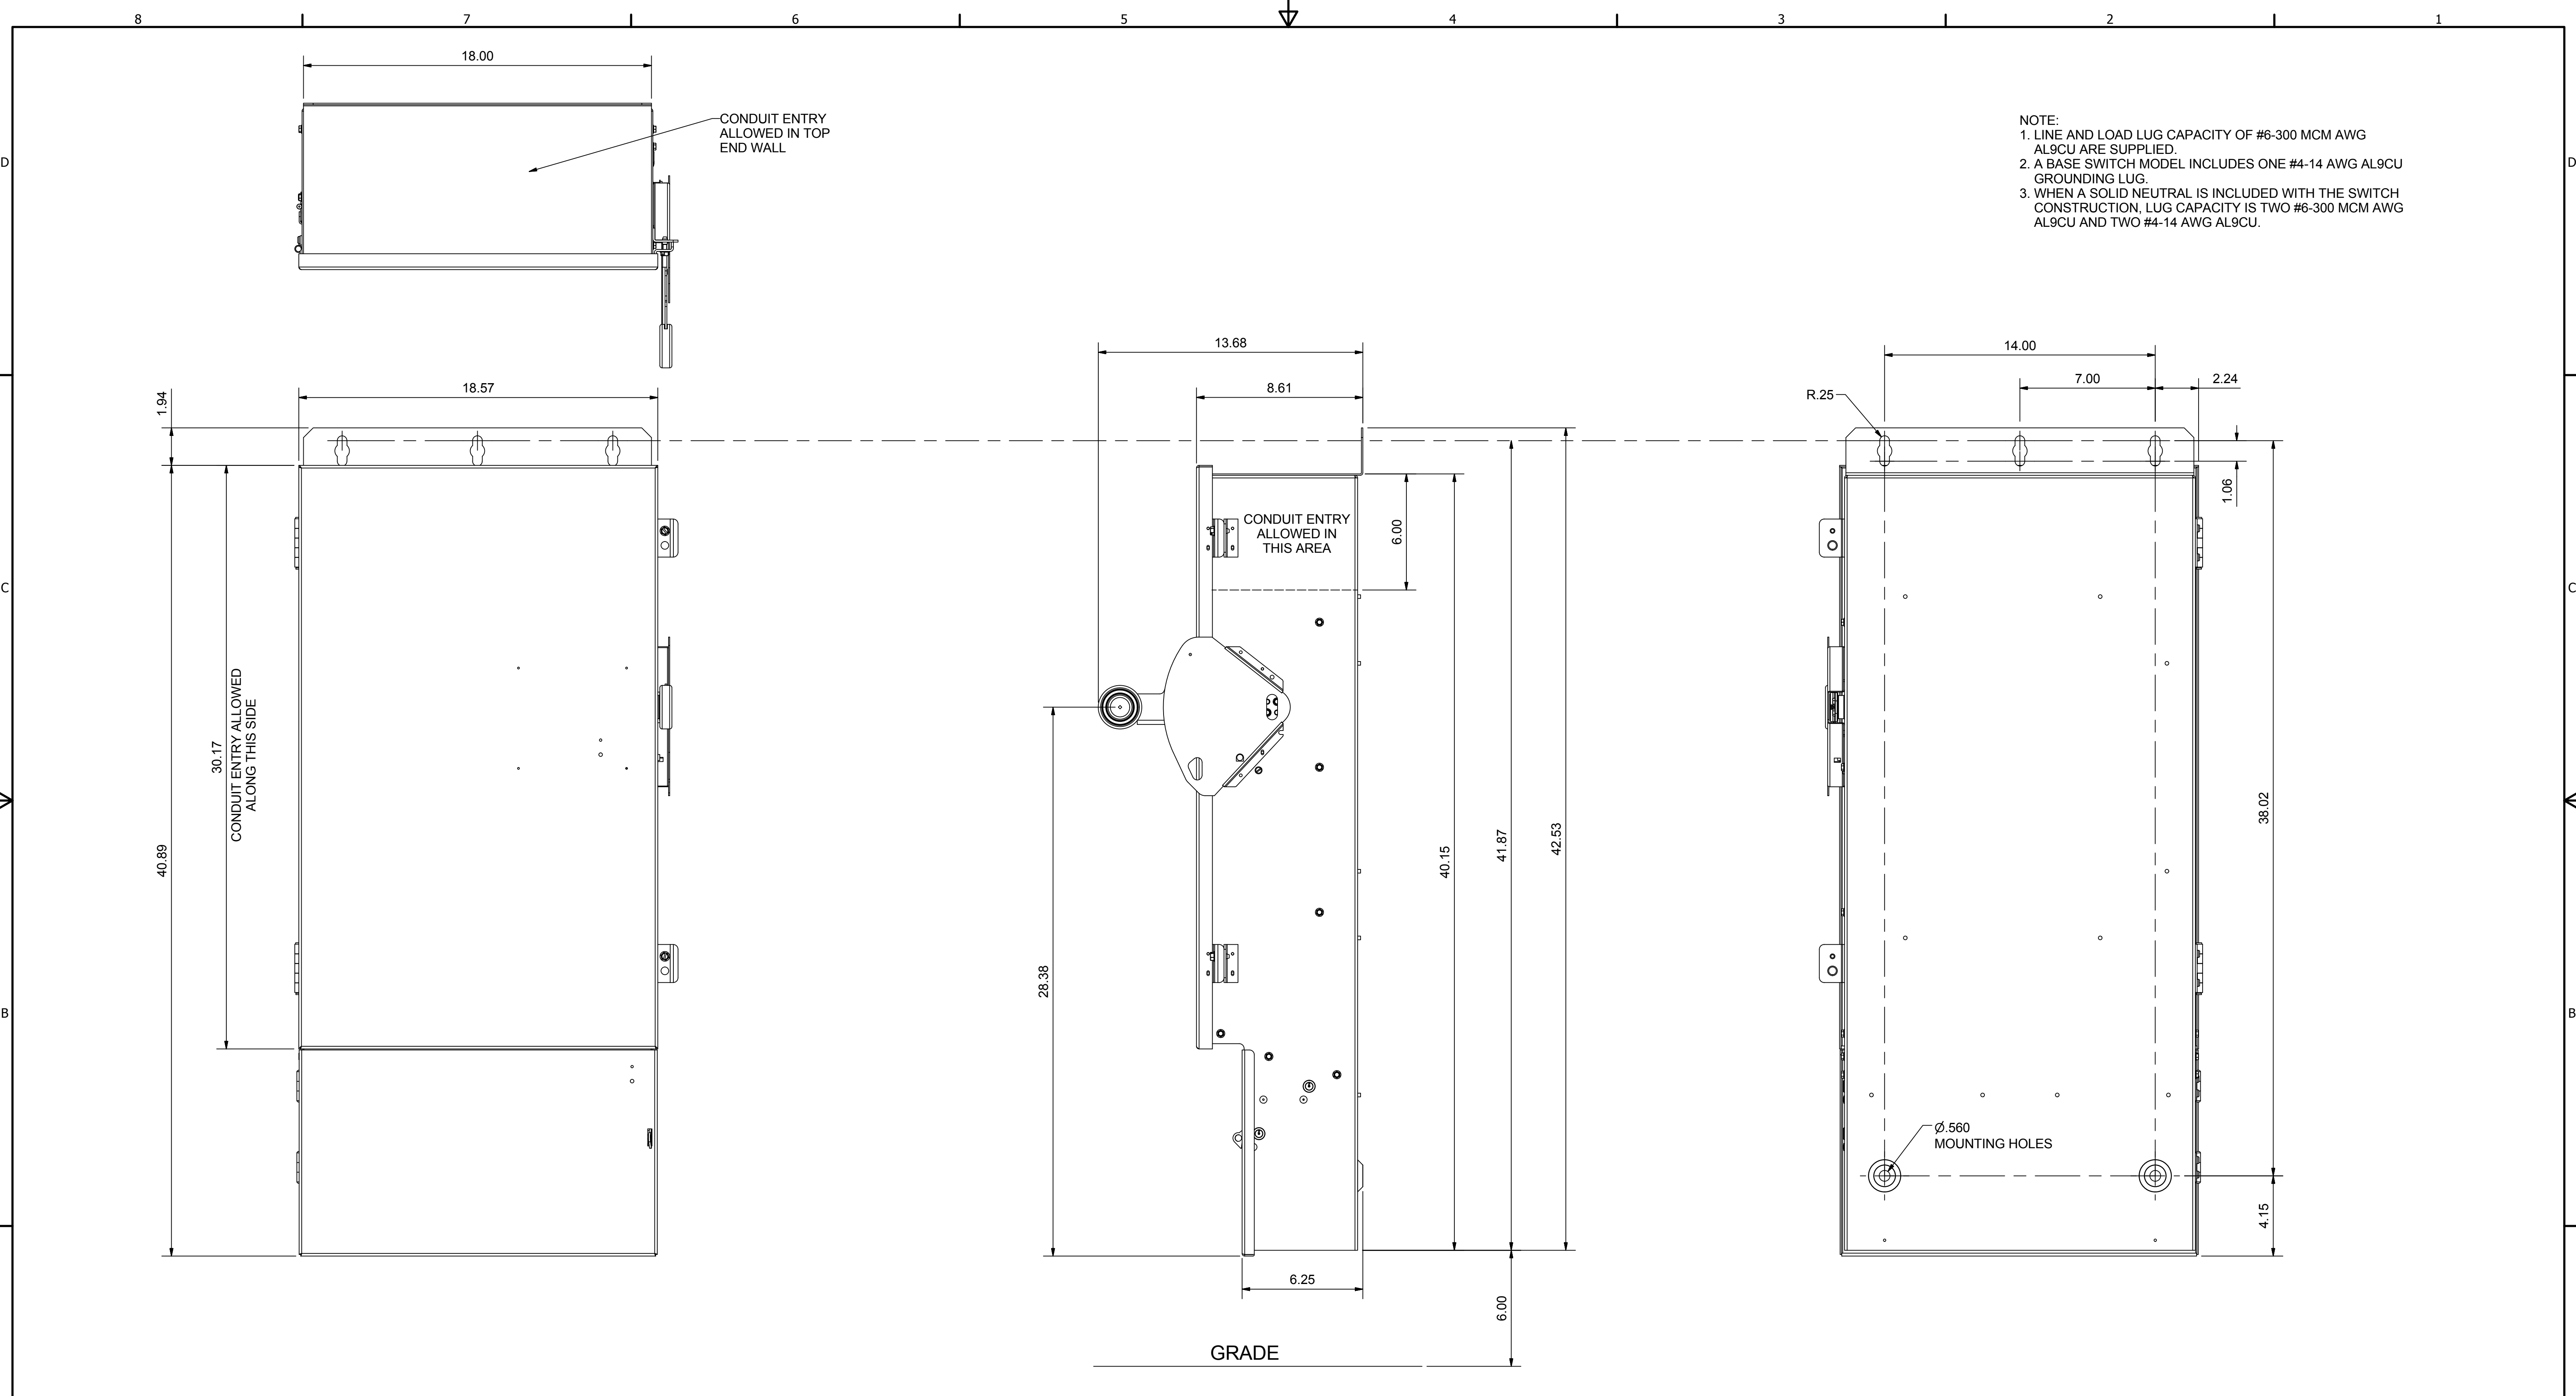 8
7
6
5
4
3
2
1
18.00
CONDUIT ENTRY
ALLOWED IN TOP
END WALL
NOTE:
1. LINE AND LOAD LUG CAPACITY OF #6-300 MCM AWG
AL9CU ARE SUPPLIED.
2. A BASE SWITCH MODEL INCLUDES ONE #4-14 AWG AL9CU
GROUNDING LUG.
3. WHEN A SOLID NEUTRAL IS INCLUDED WITH THE SWITCH
CONSTRUCTION, LUG CAPACITY IS TWO #6-300 MCM AWG
AL9CU AND TWO #4-14 AWG AL9CU.
D
D
1.94
18.57
30.17
CONDUIT ENTRY ALLOWED
ALONG THIS SIDE
40.89
13.68
8.61
CONDUIT ENTRY
ALLOWED IN
THIS AREA
6.00
40.15
41.87
42.53
28.38
6.25
6.00
GRADE
14.00
7.00
2.24
R.25
1.06
38.02
Ø.560
MOUNTING HOLES
4.15
C
C
B
B